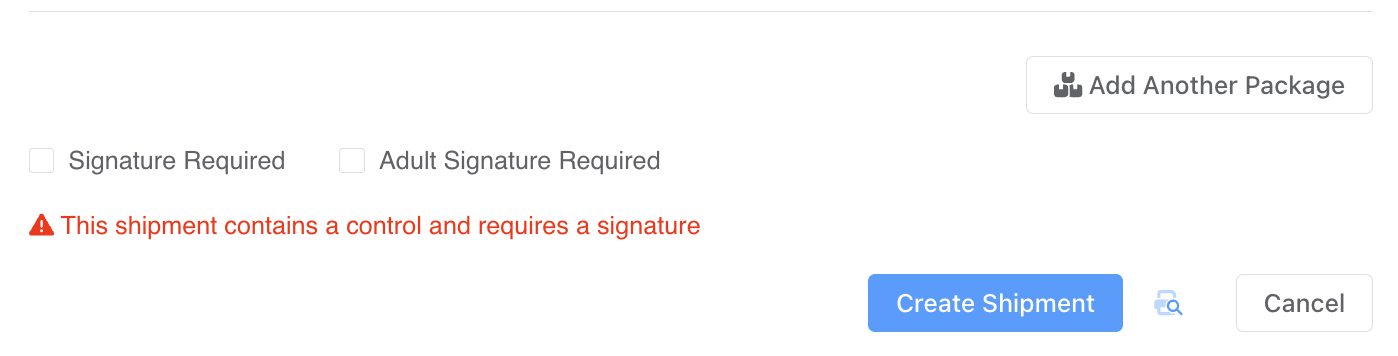 Add Another Package
Signature Required Adult Signature Required
This shipment contains a control and requires a signature
Create Shipment Cancel